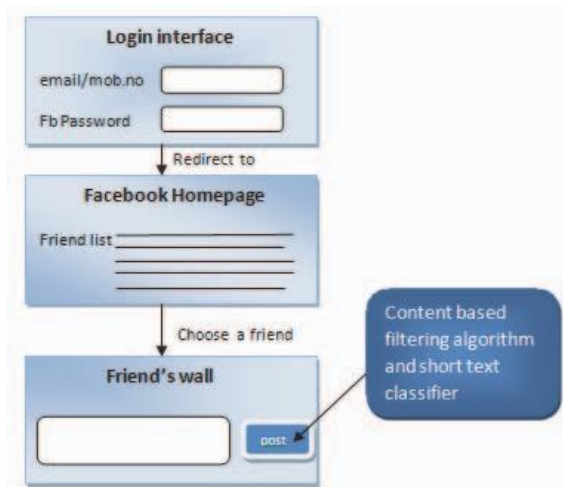 Login interface
email/mob.no
Fb Password
Redirect to
Facebook Homepage
Friend list
Choose a friend
Content based
filtering algorithm
and short text
classifier
Friend's wall
post